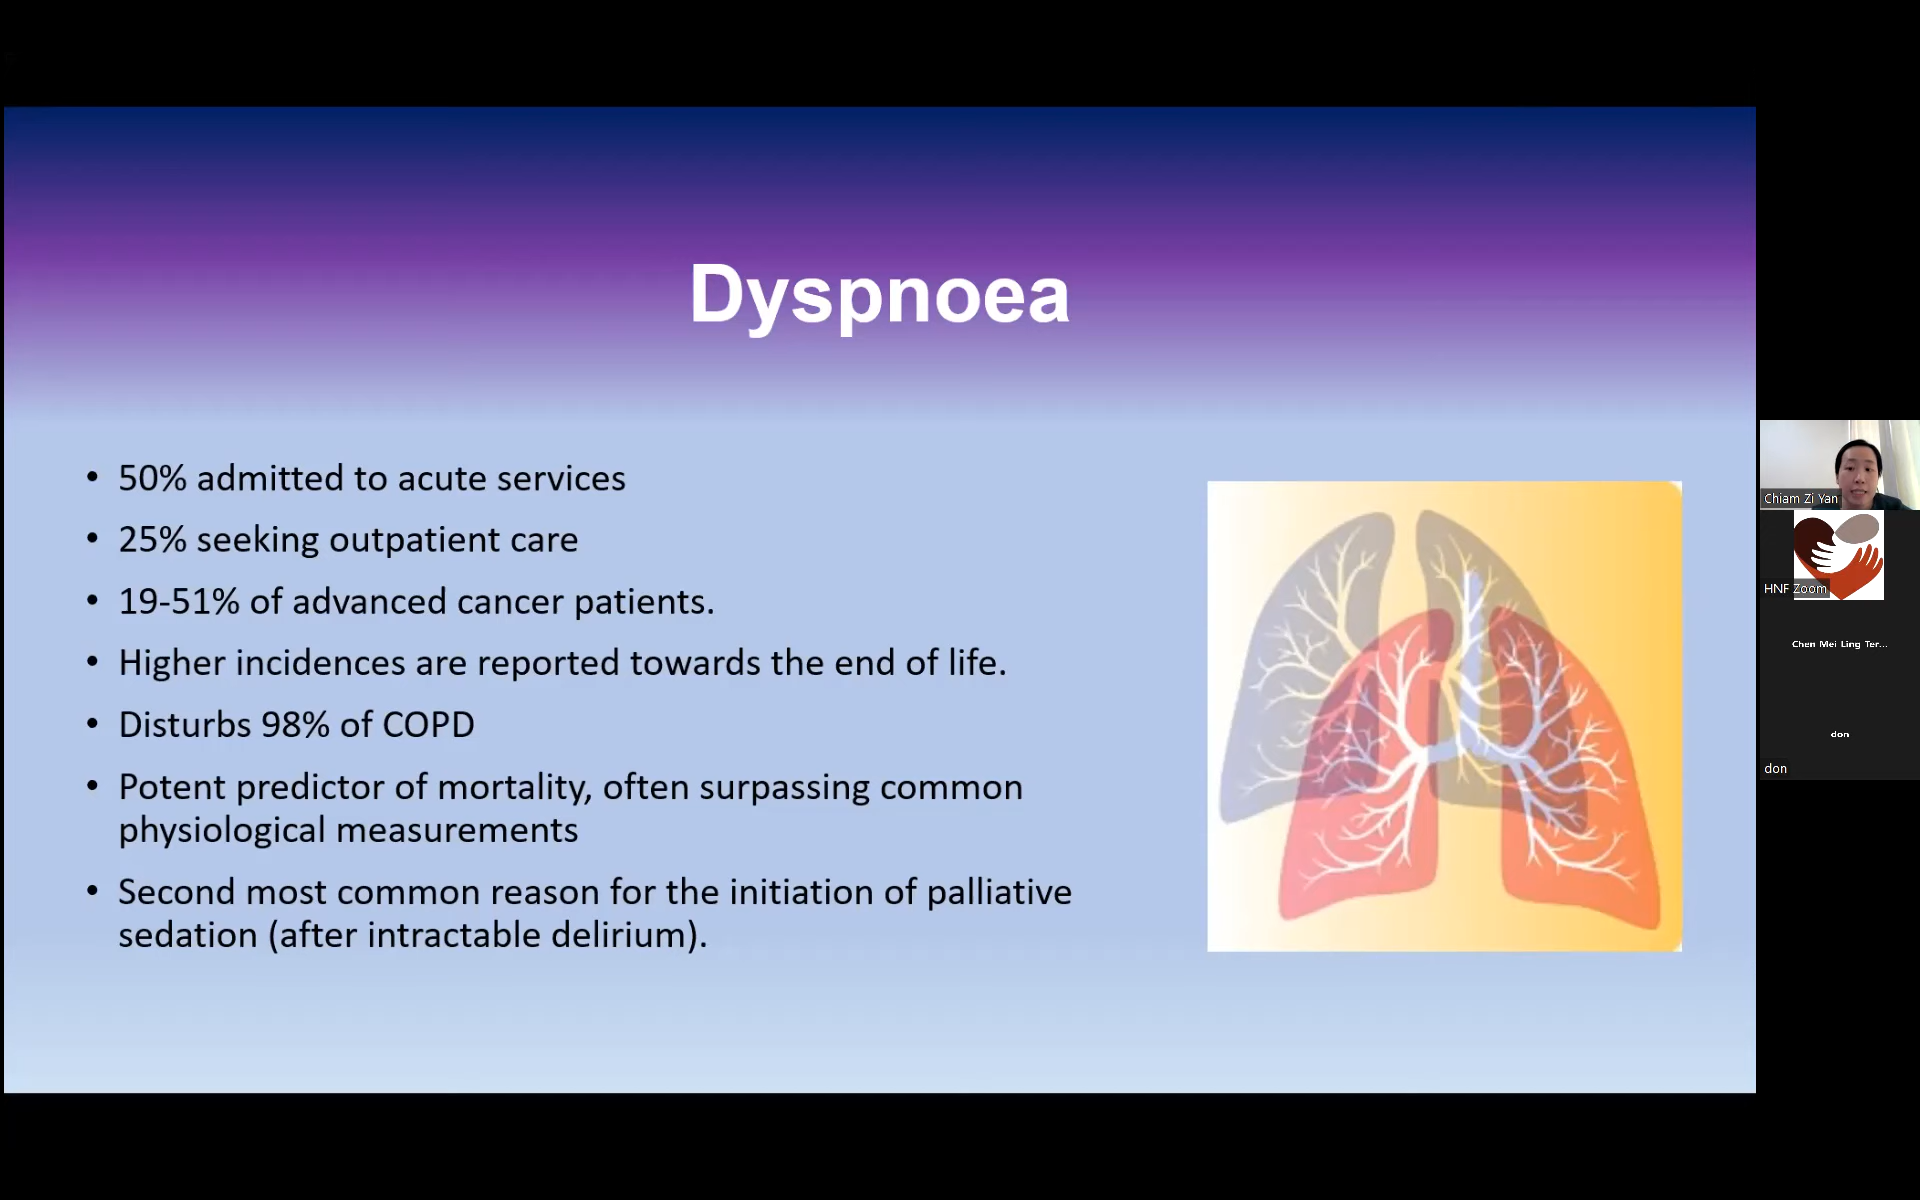 Dyspnoea
• 50% admitted to acute services
• 25% seeking outpatient care
• 19-51% of advanced cancer patients.
• Higher incidences are reported towards the end of life.
• Disturbs 98% of COPD
• Potent predictor of mortality, often surpassing common
physiological measurements
• Second most common reason for the initiation of palliative
sedation (after intractable delirium).
Chiam Zi Yan
HNF Zoom
Chen Mei Ling Ter...
don
don